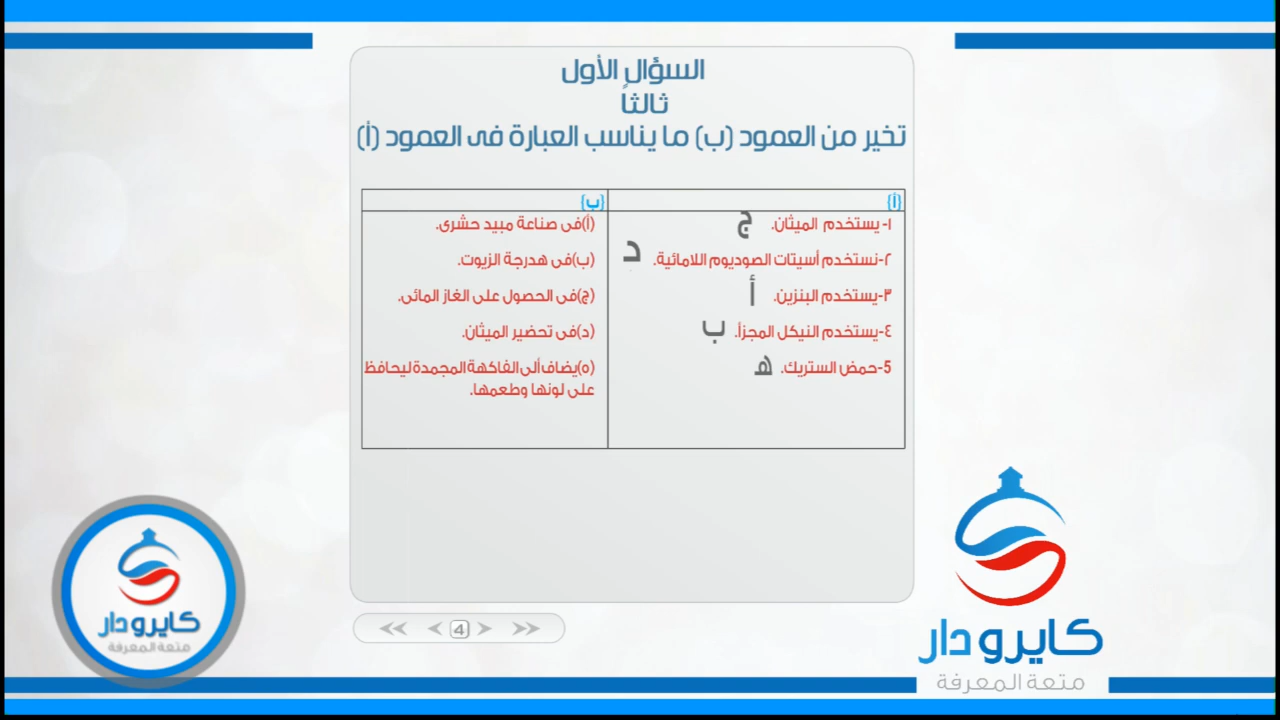 السؤال الأول
ثالثاً
تخير من العمود (ب) ما يناسب العبارة فى العمود (أ)
{أ}
{ب}
١- يستخدم الميثان. ج
(أ)فى صناعة مبيد حشرى.
٢-نستخدم أسيتات الصوديوم اللامائية. د
(ب)فى هدرجة الزيوت.
٣-يستخدم البنزين. أ
(ج)فى الحصول على الغاز المائى.
٤-يستخدم النيكل المجزأ. ب
(د)فى تحضير الميثان.
5-حمض الستريك. هـ
(ه)يضاف ألى الفاكهة المجمدة ليحافظ
على لونها وطعمها.
4
كايرو دار
متعة المعرفة
كايرو دار
متعة المعرفة